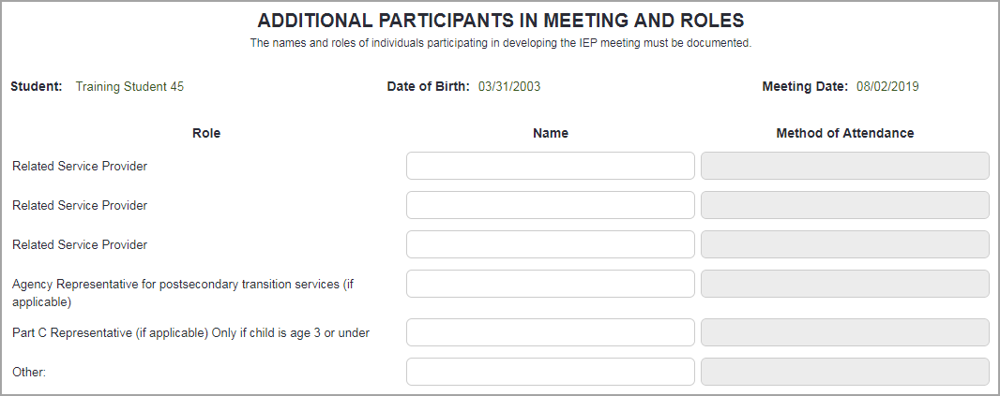 ADDITIONAL PARTICIPANTS IN MEETING AND ROLES
The names and roles of individuals participating in developing the IEP meeting must be documented.
Student: Training Student 45 Date of Birth: 03/31/2003 Meeting Date: 08/02/2019
Role Name Method of Attendance
Related Service Provider
Related Service Provider
Related Service Provider
Agency Representative for postsecondary transition services (if
applicable)
Part C Representative (if applicable) Only if child is age 3 or under
Other: